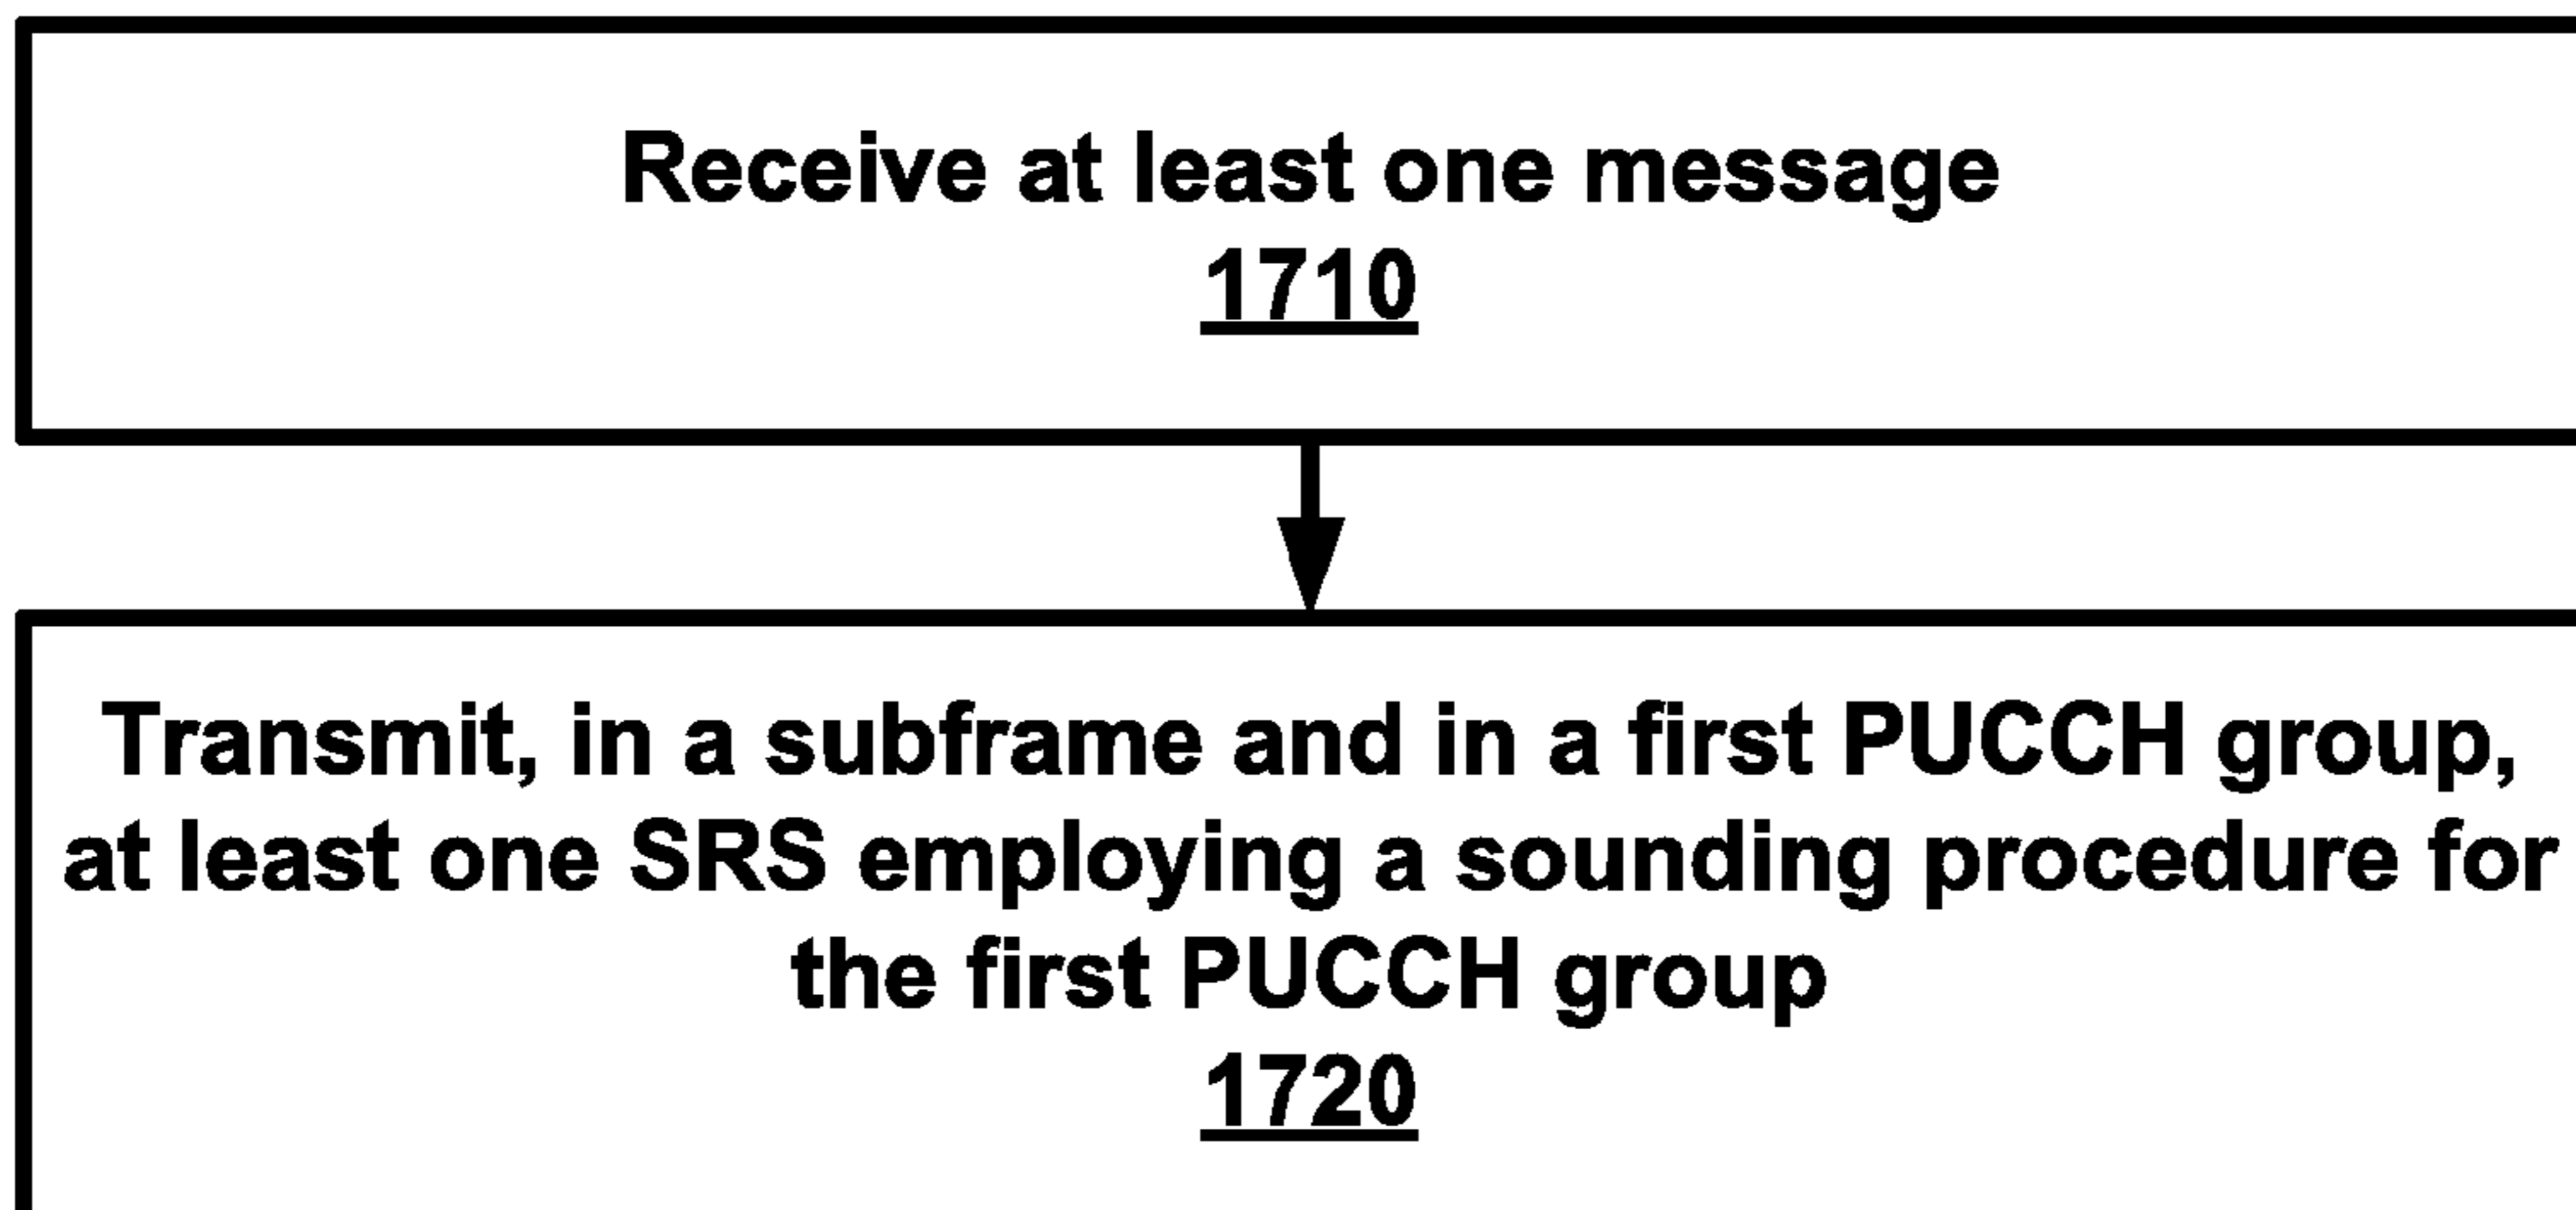 Receive at least one message
1710
Transmit, in a subframe and in a first PUCCH group,
at least one SRS employing a sounding procedure for
the first PUCCH group
1720